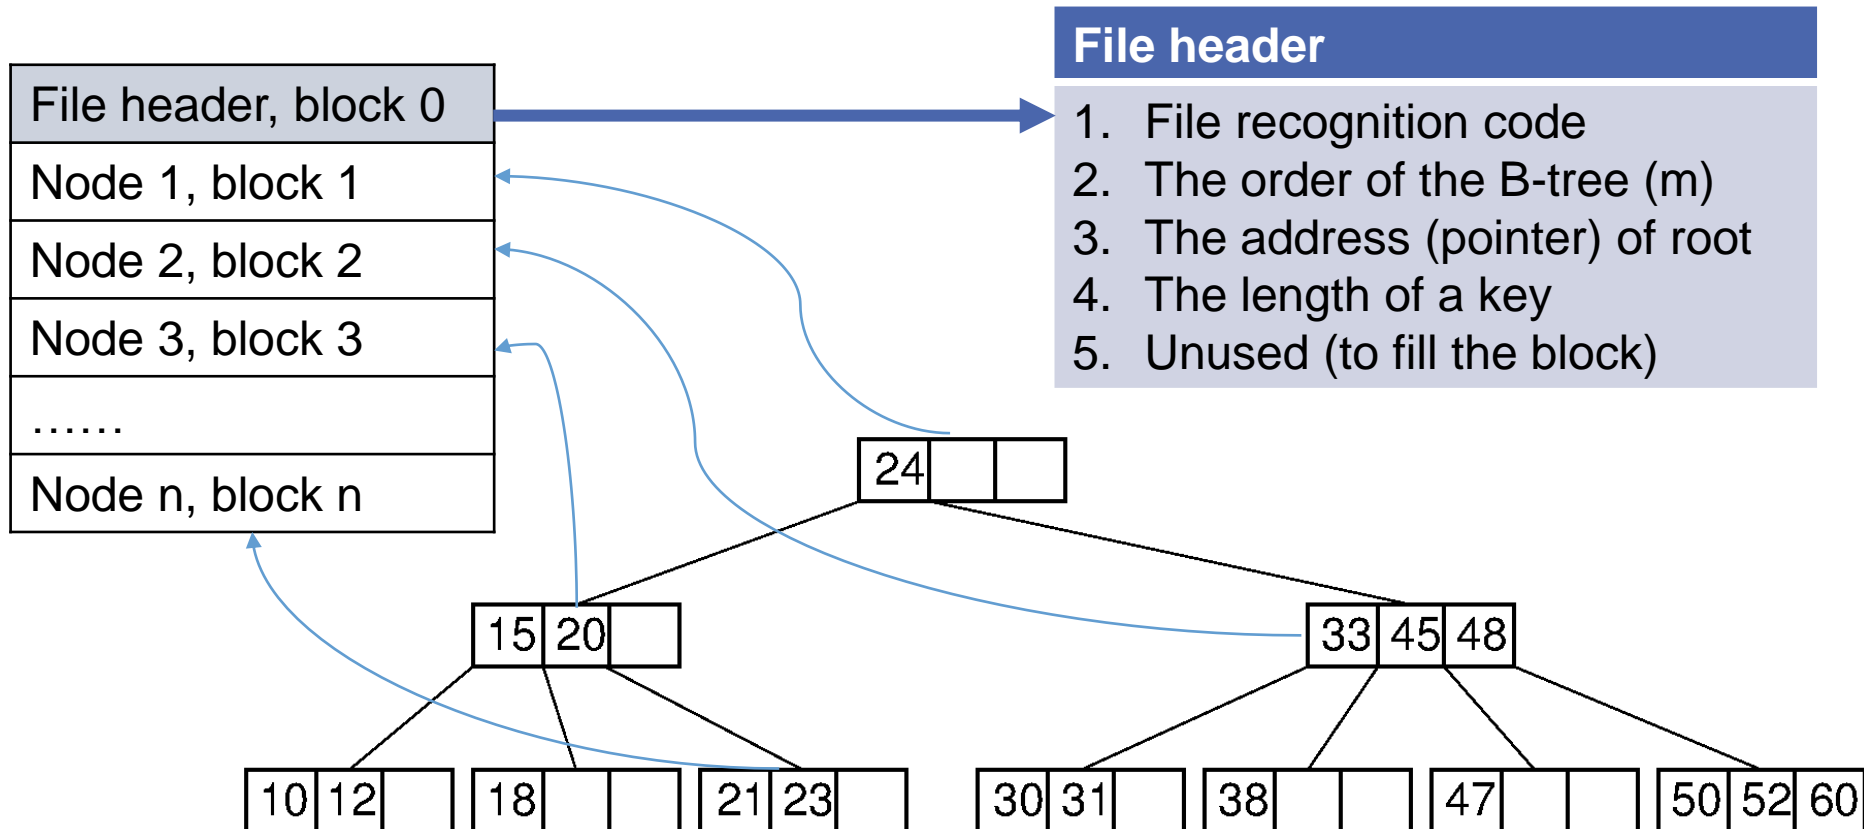 File header, block 0
Node 1, block 1
Node 2, block 2
Node 3, block 3
……
Node n, block n
File header
1. File recognition code
2. The order of the B-tree (m)
3. The address (pointer) of root
4. The length of a key
5. Unused (to fill the block)
24
15 20
33 45 48
10 12
18
21 23
30 31
38
47
50 52 60